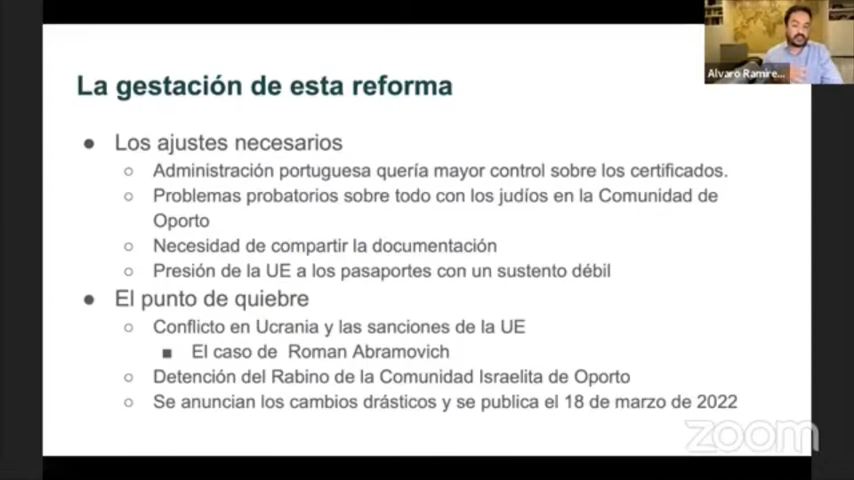 La gestación de esta reforma
Alvaro Ramire...
● Los ajustes necesarios
○ Administración portuguesa quería mayor control sobre los certificados.
○ Problemas probatorios sobre todo con los judíos en la Comunidad de
Oporto
○ Necesidad de compartir la documentación
○ Presión de la UE a los pasaportes con un sustento débil
● El punto de quiebre
○ Conflicto en Ucrania y las sanciones de la UE
■ El caso de Roman Abramovich
○ Detención del Rabino de la Comunidad Israelita de Oporto
○ Se anuncian los cambios drásticos y se publica el 18 de marzo de 2022
zoom